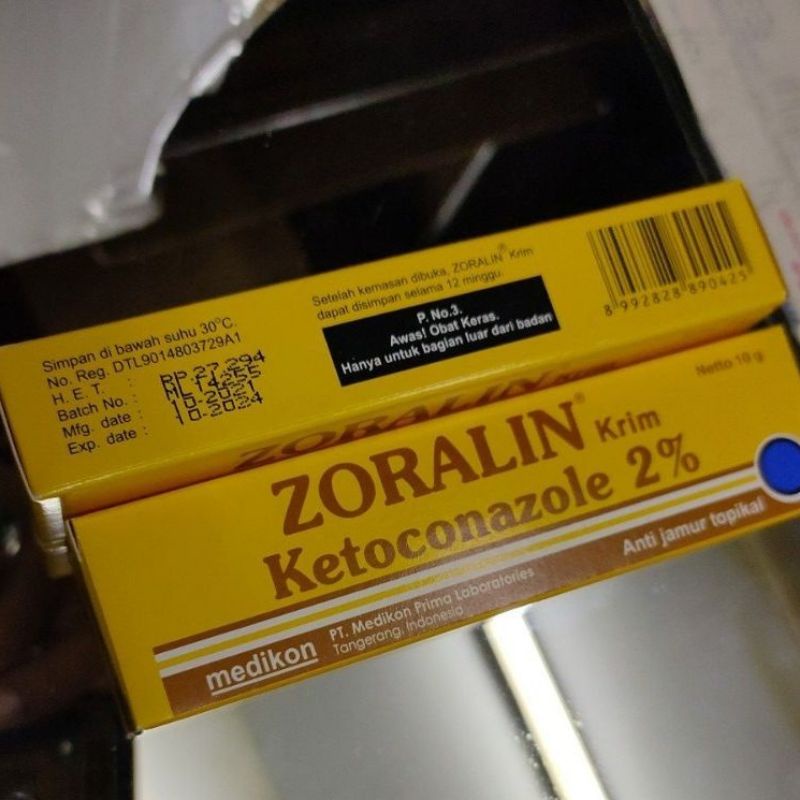 Simpan di bawah suhu 30°C.
No. Reg. DTL9014803729A1
H. E. T. : RP.27.294
Batch No. : ML 14255
Mfg. date : 10-2021
Exp. date : 10-2024
Setelah kemasan dibuka, ZORALIN® Krim
dapat disimpan selama 12 minggu.
P. No.3.
Awas! Obat Keras.
Hanya untuk bagian luar dari badan
8 992828 890425
ZORALIN
Netto 10 g
ZORALIN® Krim
Ketoconazole 2%
Anti jamur topikal
medikon
PT. Medikon Prima Laboratories
Tangerang, Indonesia